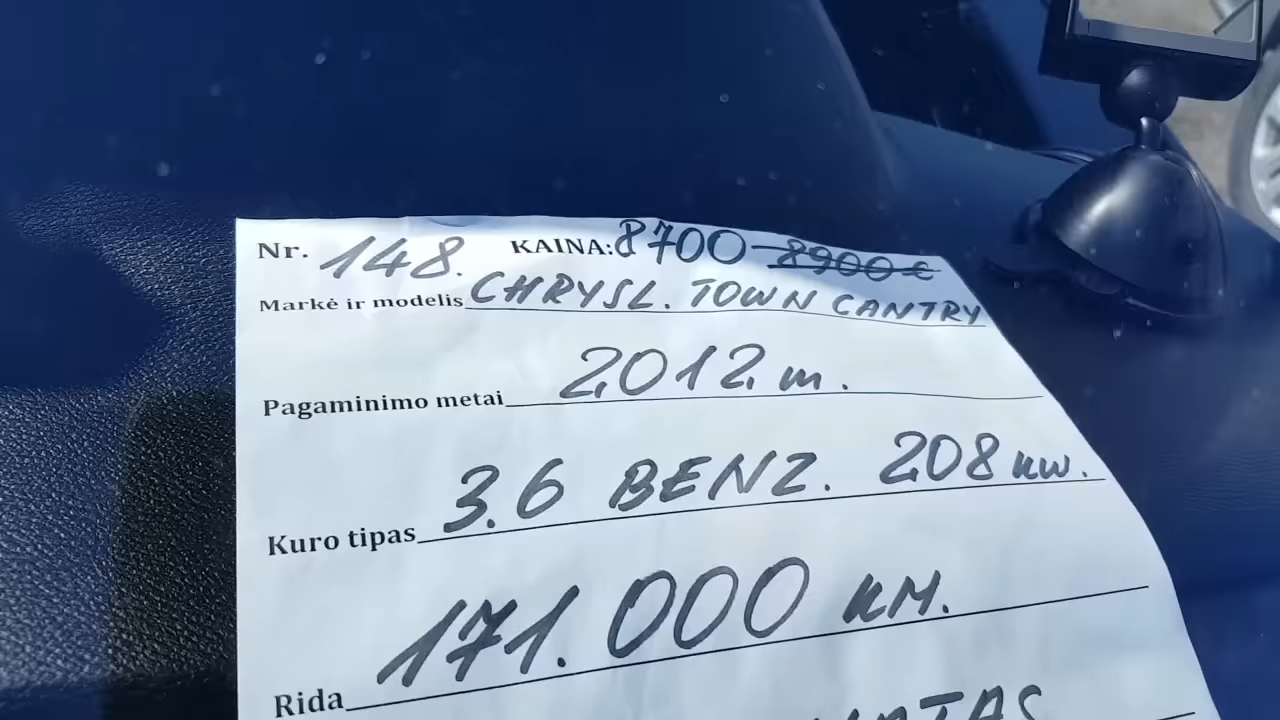 Nr. 148. KAINA: 8700 8900 €
Markė ir modelis CHRYSL. TOWN CANTRY
Pagaminimo metai 2012 m.
Kuro tipas 3.6 BENZ. 208 KW.
Rida 171.000 KM.